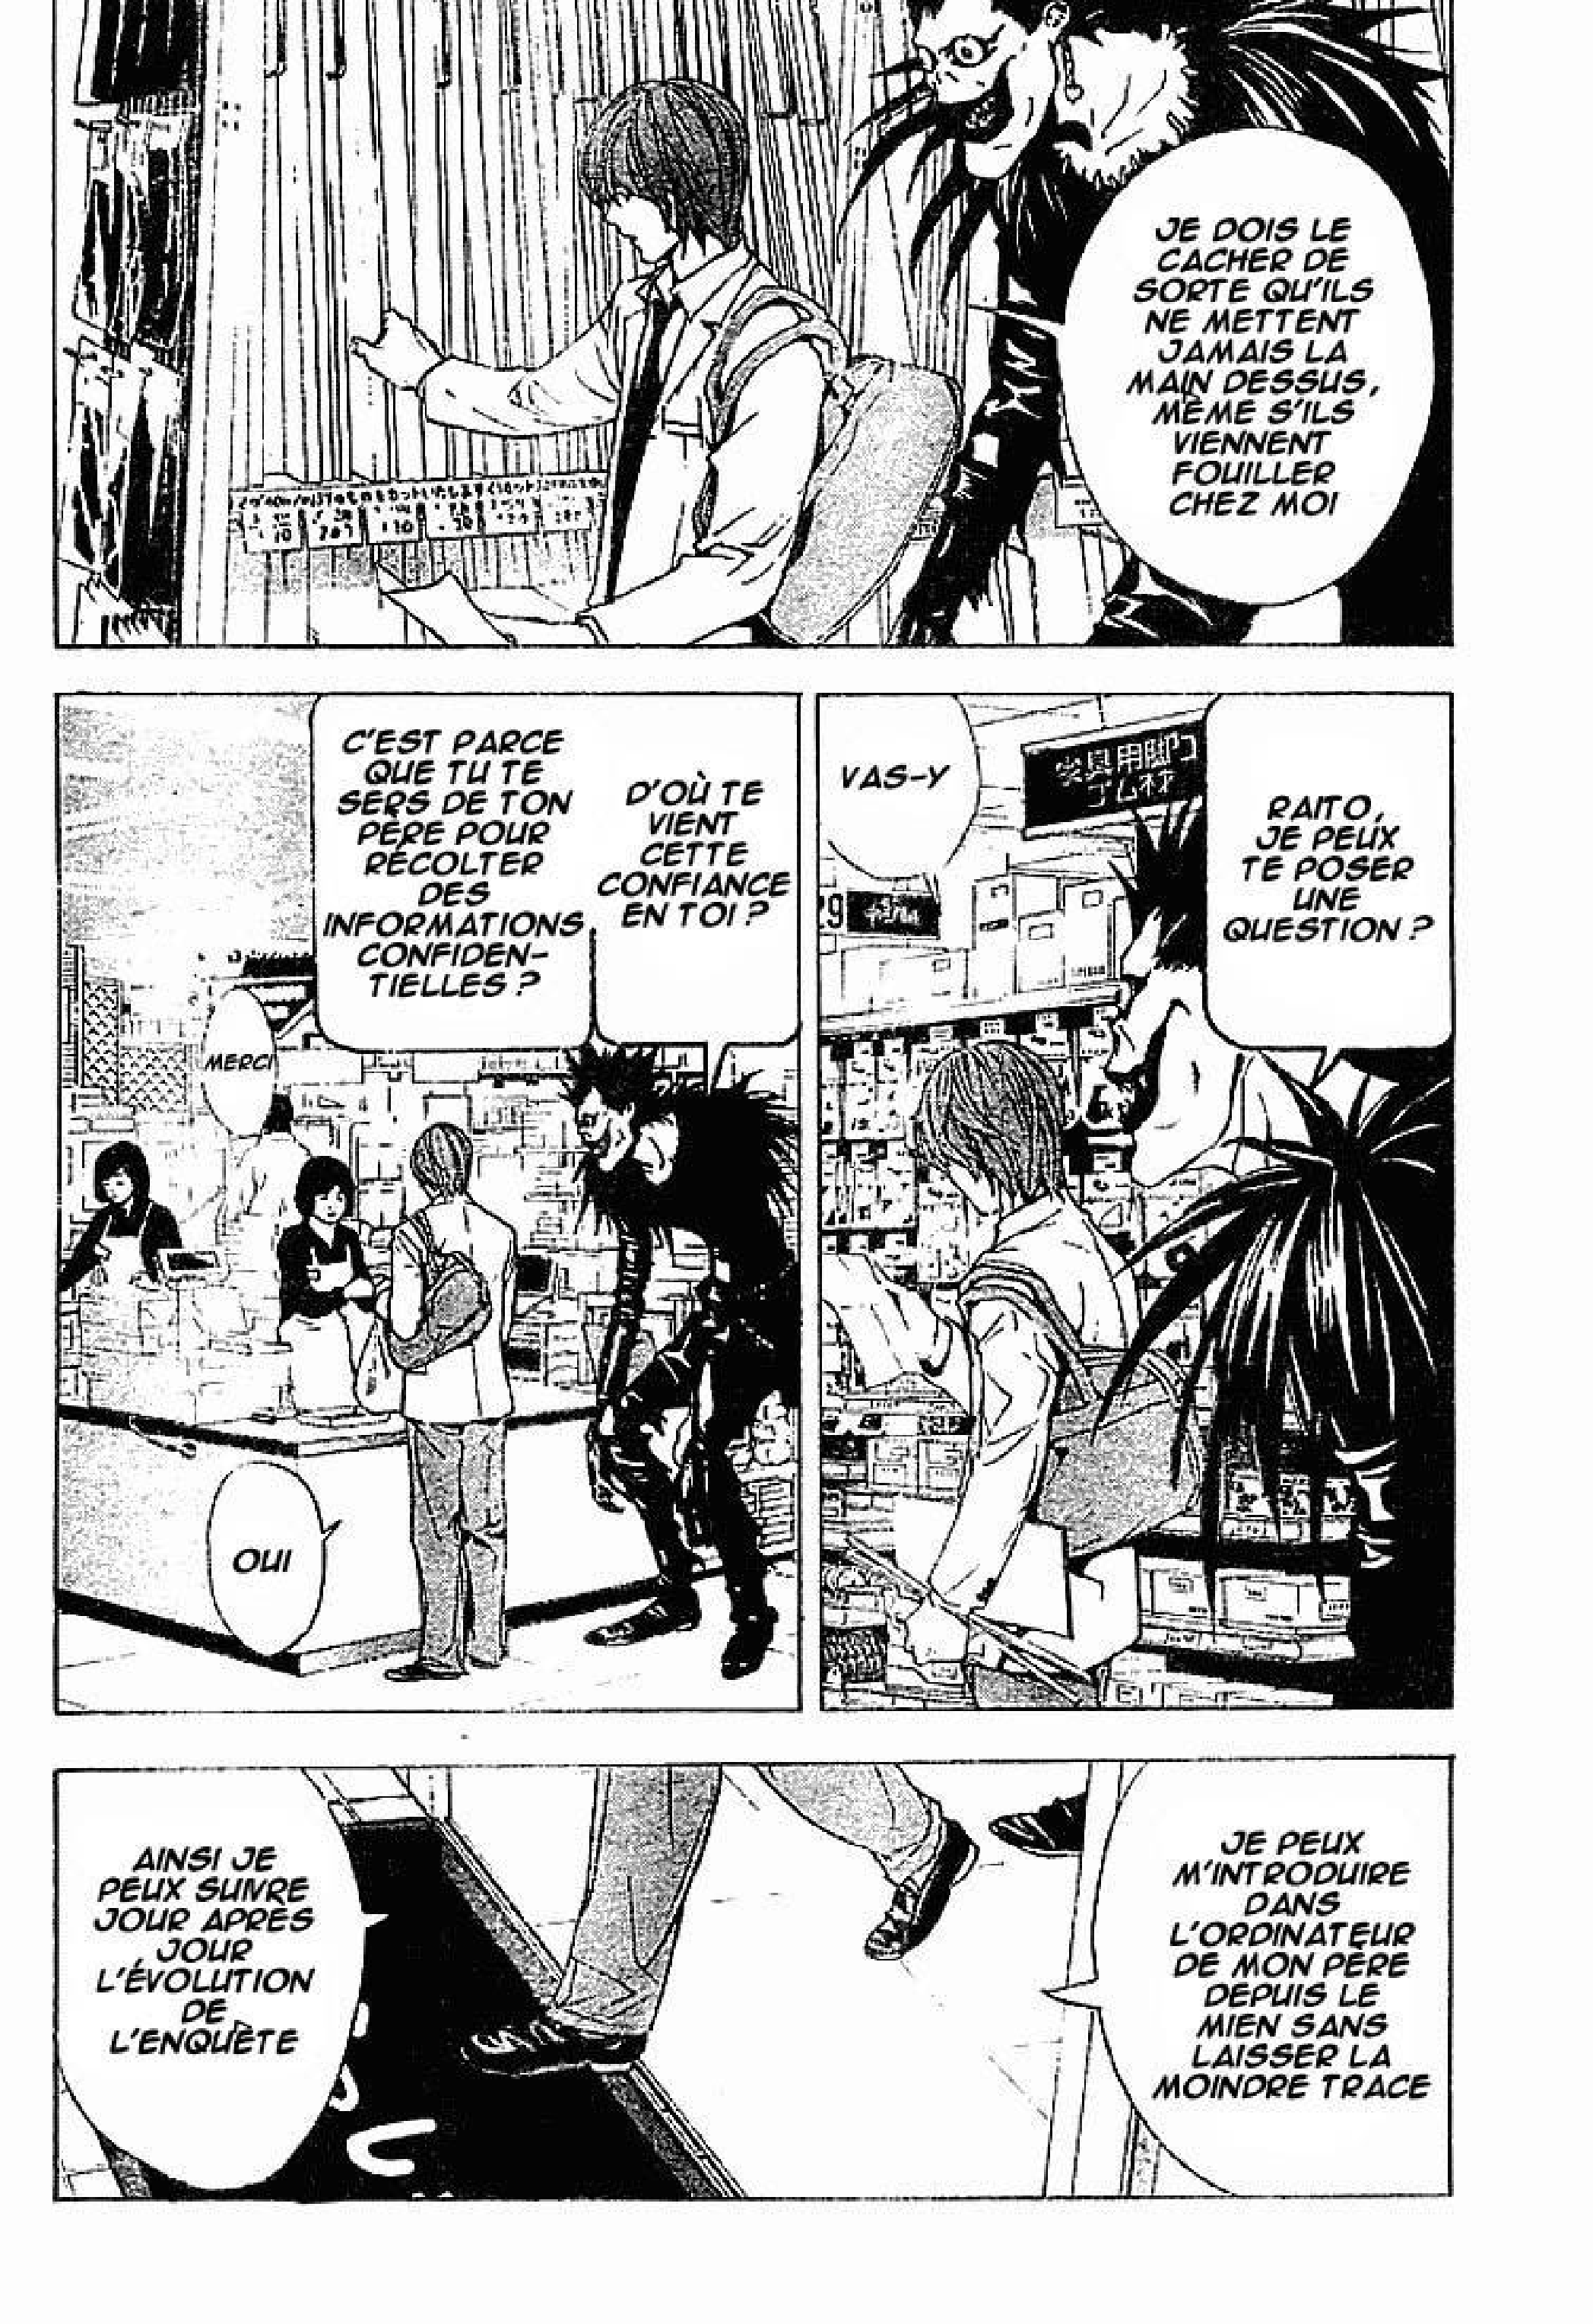 JE DOIS LE
CACHER DE
SORTE QU'ILS
NE METTENT
JAMAIS LA
MAIN DESSUS,
MÊME S'ILS
VIENNENT
FOUILLER
CHEZ MOI
RAITO,
JE PEUX
TE POSER
UNE
QUESTION ?
VAS-Y
29
D'OÙ TE
VIENT
CETTE
CONFIANCE
EN TOI ?
C'EST PARCE
QUE TU TE
SERS DE TON
PÈRE POUR
RÉCOLTER
DES
INFORMATIONS
CONFIDEN-
TIELLES ?
MERCI
OUI
JE PEUX
M'INTRODUIRE
DANS
L'ORDINATEUR
DE MON PÈRE
DEPUIS LE
MIEN SANS
LAISSER LA
MOINDRE TRACE
AINSI JE
PEUX SUIVRE
JOUR APRÈS
JOUR
L'ÉVOLUTION
DE
L'ENQUÊTE